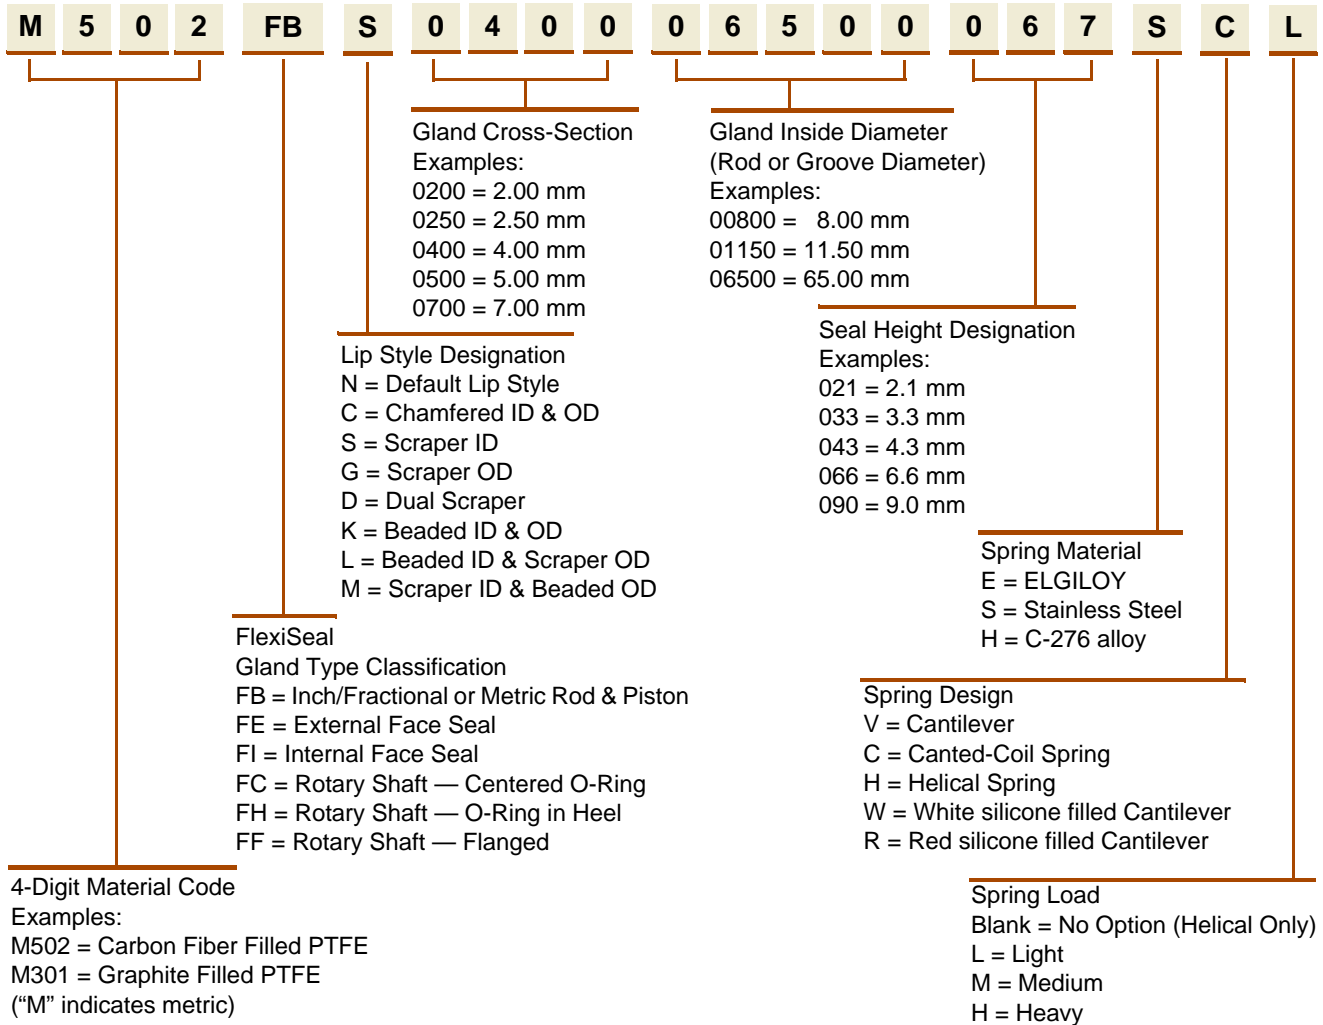 M 5 0 2 FB S 0 4 0 0 0 6 5 0 0 0 6 7 S C L
Gland Cross-Section
Examples:
0200 = 2.00 mm
0250 = 2.50 mm
0400 = 4.00 mm
0500 = 5.00 mm
0700 = 7.00 mm
Gland Inside Diameter
(Rod or Groove Diameter)
Examples:
00800 = 8.00 mm
01150 = 11.50 mm
06500 = 65.00 mm
Seal Height Designation
Examples:
021 = 2.1 mm
033 = 3.3 mm
043 = 4.3 mm
066 = 6.6 mm
090 = 9.0 mm
Lip Style Designation
N = Default Lip Style
C = Chamfered ID & OD
S = Scraper ID
G = Scraper OD
D = Dual Scraper
K = Beaded ID & OD
L = Beaded ID & Scraper OD
M = Scraper ID & Beaded OD
Spring Material
E = ELGILOY
S = Stainless Steel
H = C-276 alloy
FlexiSeal
Gland Type Classification
FB = Inch/Fractional or Metric Rod & Piston
FE = External Face Seal
FI = Internal Face Seal
FC = Rotary Shaft — Centered O-Ring
FH = Rotary Shaft — O-Ring in Heel
FF = Rotary Shaft — Flanged
Spring Design
V = Cantilever
C = Canted-Coil Spring
H = Helical Spring
W = White silicone filled Cantilever
R = Red silicone filled Cantilever
4-Digit Material Code
Examples:
M502 = Carbon Fiber Filled PTFE
M301 = Graphite Filled PTFE
(“M” indicates metric)
Spring Load
Blank = No Option (Helical Only)
L = Light
M = Medium
H = Heavy